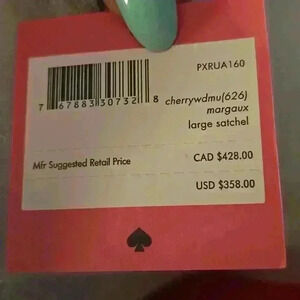 PXRUA160
7 67883 30732 8
cherrywdmu(626)
margaux
large satchel
Mfr Suggested Retail Price CAD $428.00
USD $358.00